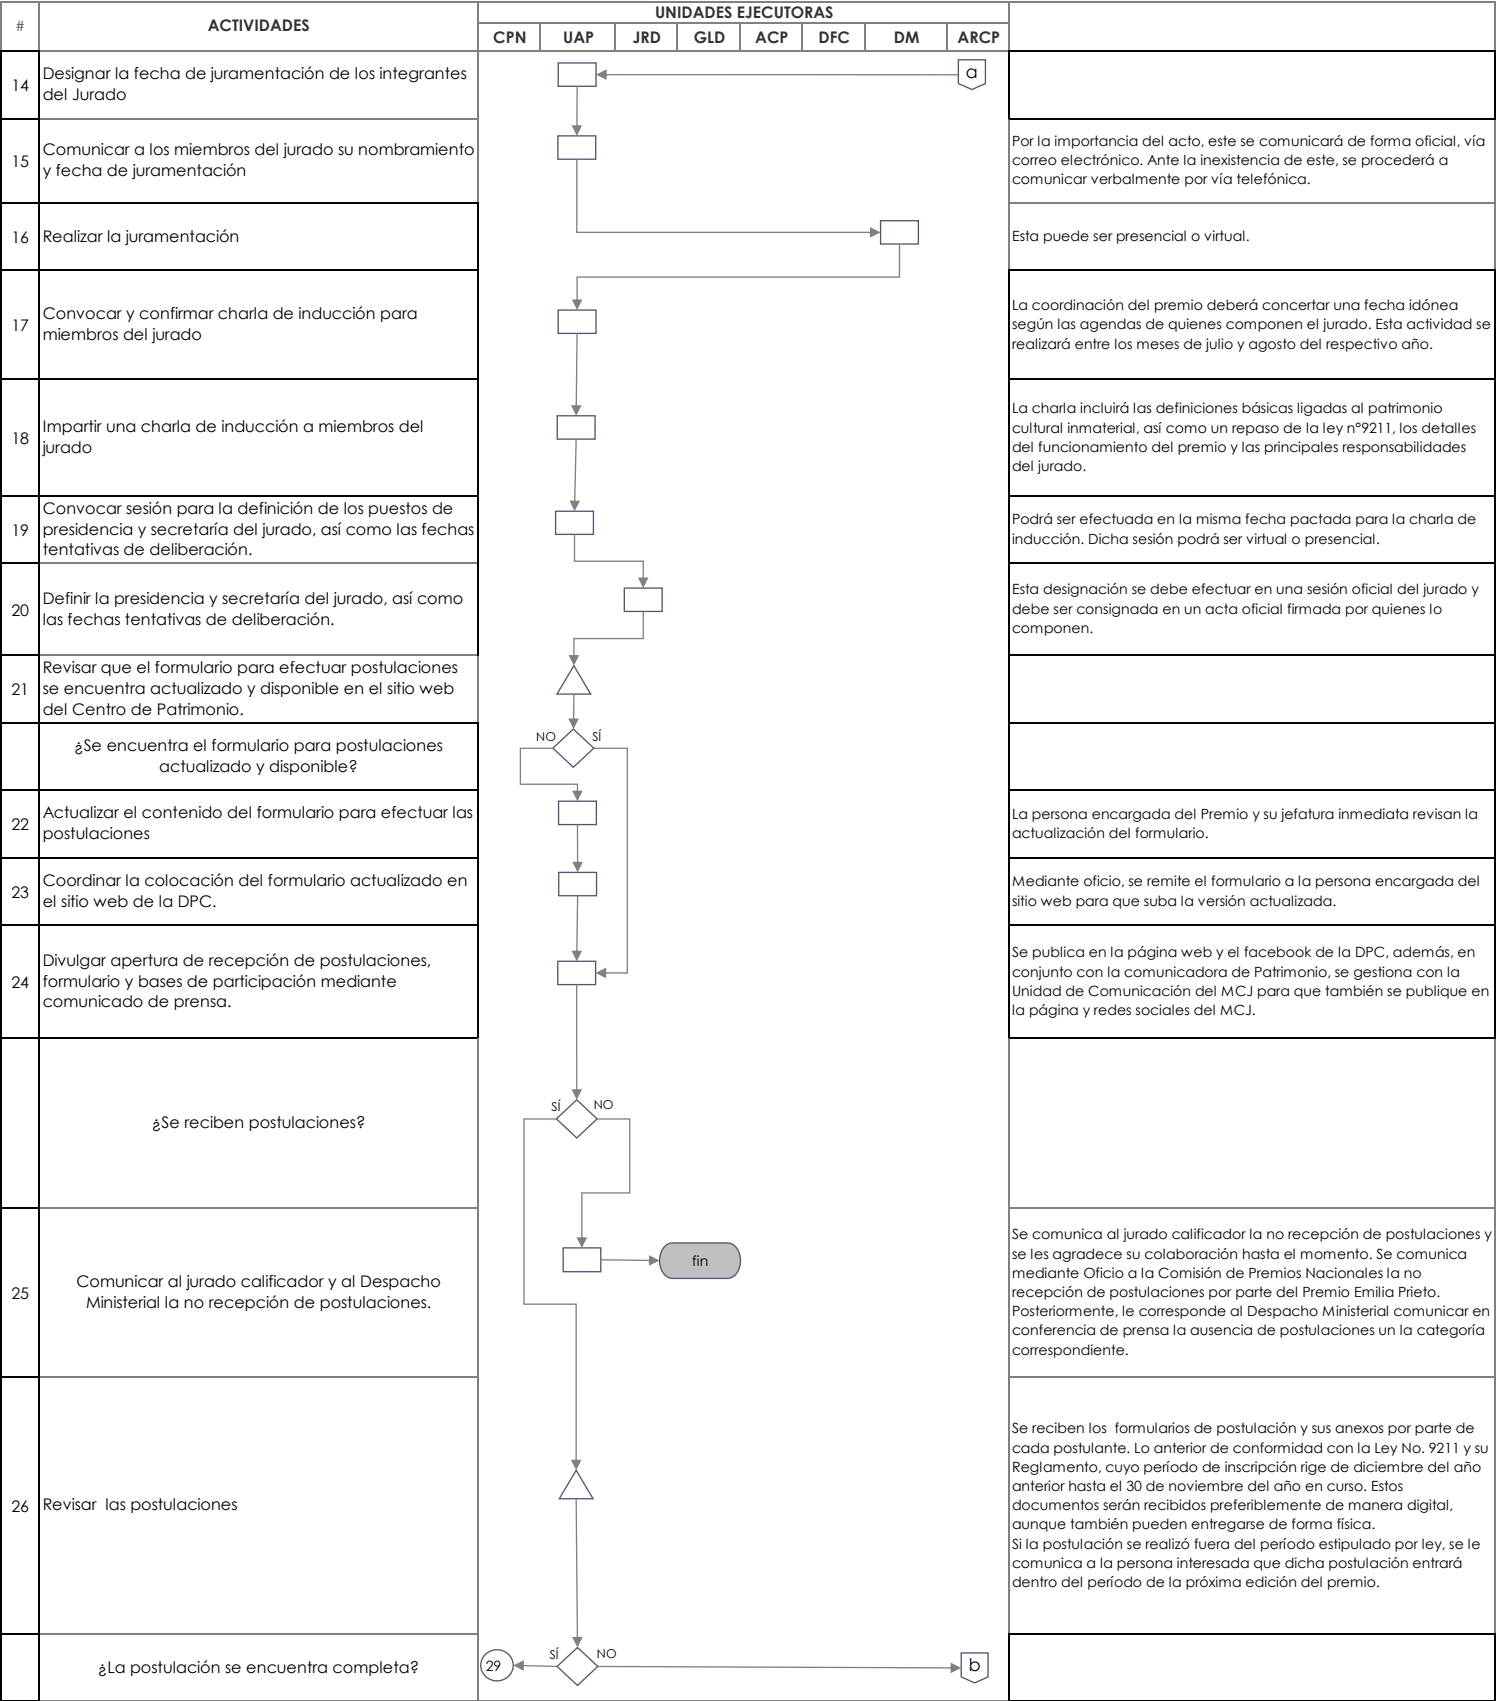 #
ACTIVIDADES
UNIDADES EJECUTORAS
CPN UAP JRD GLD ACP DFC DM ARCP
14
Designar la fecha de juramentación de los integrantes
del Jurado
a
15
Comunicar a los miembros del jurado su nombramiento
y fecha de juramentación
Por la importancia del acto, este se comunicará de forma oficial, vía
correo electrónico. Ante la inexistencia de este, se procederá a
comunicar verbalmente por vía telefónica.
16
Realizar la juramentación
Esta puede ser presencial o virtual.
17
Convocar y confirmar charla de inducción para
miembros del jurado
La coordinación del premio deberá concertar una fecha idónea
según las agendas de quienes componen el jurado. Esta actividad se
realizará entre los meses de julio y agosto del respectivo año.
18
Impartir una charla de inducción a miembros del
jurado
La charla incluirá las definiciones básicas ligadas al patrimonio
cultural inmaterial, así como un repaso de la ley n°9211, los detalles
del funcionamiento del premio y las principales responsabilidades
del jurado.
19
Convocar sesión para la definición de los puestos de
presidencia y secretaría del jurado, así como las fechas
tentativas de deliberación.
Podrá ser efectuada en la misma fecha pactada para la charla de
inducción. Dicha sesión podrá ser virtual o presencial.
20
Definir la presidencia y secretaría del jurado, así como
las fechas tentativas de deliberación.
Esta designación se debe efectuar en una sesión oficial del jurado y
debe ser consignada en un acta oficial firmada por quienes lo
componen.
21
Revisar que el formulario para efectuar postulaciones
se encuentra actualizado y disponible en el sitio web
del Centro de Patrimonio.
¿Se encuentra el formulario para postulaciones
actualizado y disponible?
NO SÍ
22
Actualizar el contenido del formulario para efectuar las
postulaciones
La persona encargada del Premio y su jefatura inmediata revisan la
actualización del formulario.
23
Coordinar la colocación del formulario actualizado en
el sitio web de la DPC.
Mediante oficio, se remite el formulario a la persona encargada del
sitio web para que suba la versión actualizada.
24
Divulgar apertura de recepción de postulaciones,
formulario y bases de participación mediante
comunicado de prensa.
Se publica en la página web y el facebook de la DPC, además, en
conjunto con la comunicadora de Patrimonio, se gestiona con la
Unidad de Comunicación del MCJ para que también se publique en
la página y redes sociales del MCJ.
¿Se reciben postulaciones?
SÍ NO
25
Comunicar al jurado calificador y al Despacho
Ministerial la no recepción de postulaciones.
fin
Se comunica al jurado calificador la no recepción de postulaciones y
se les agradece su colaboración hasta el momento. Se comunica
mediante Oficio a la Comisión de Premios Nacionales la no
recepción de postulaciones por parte del Premio Emilia Prieto.
Posteriormente, le corresponde al Despacho Ministerial comunicar en
conferencia de prensa la ausencia de postulaciones un la categoría
correspondiente.
26
Revisar las postulaciones
Se reciben los formularios de postulación y sus anexos por parte de
cada postulante. Lo anterior de conformidad con la Ley No. 9211 y su
Reglamento, cuyo período de inscripción rige de diciembre del año
anterior hasta el 30 de noviembre del año en curso. Estos
documentos serán recibidos preferiblemente de manera digital,
aunque también pueden entregarse de forma física.
Si la postulación se realizó fuera del período estipulado por ley, se le
comunica a la persona interesada que dicha postulación entrará
dentro del período de la próxima edición del premio.
¿La postulación se encuentra completa?
29 SÍ NO b